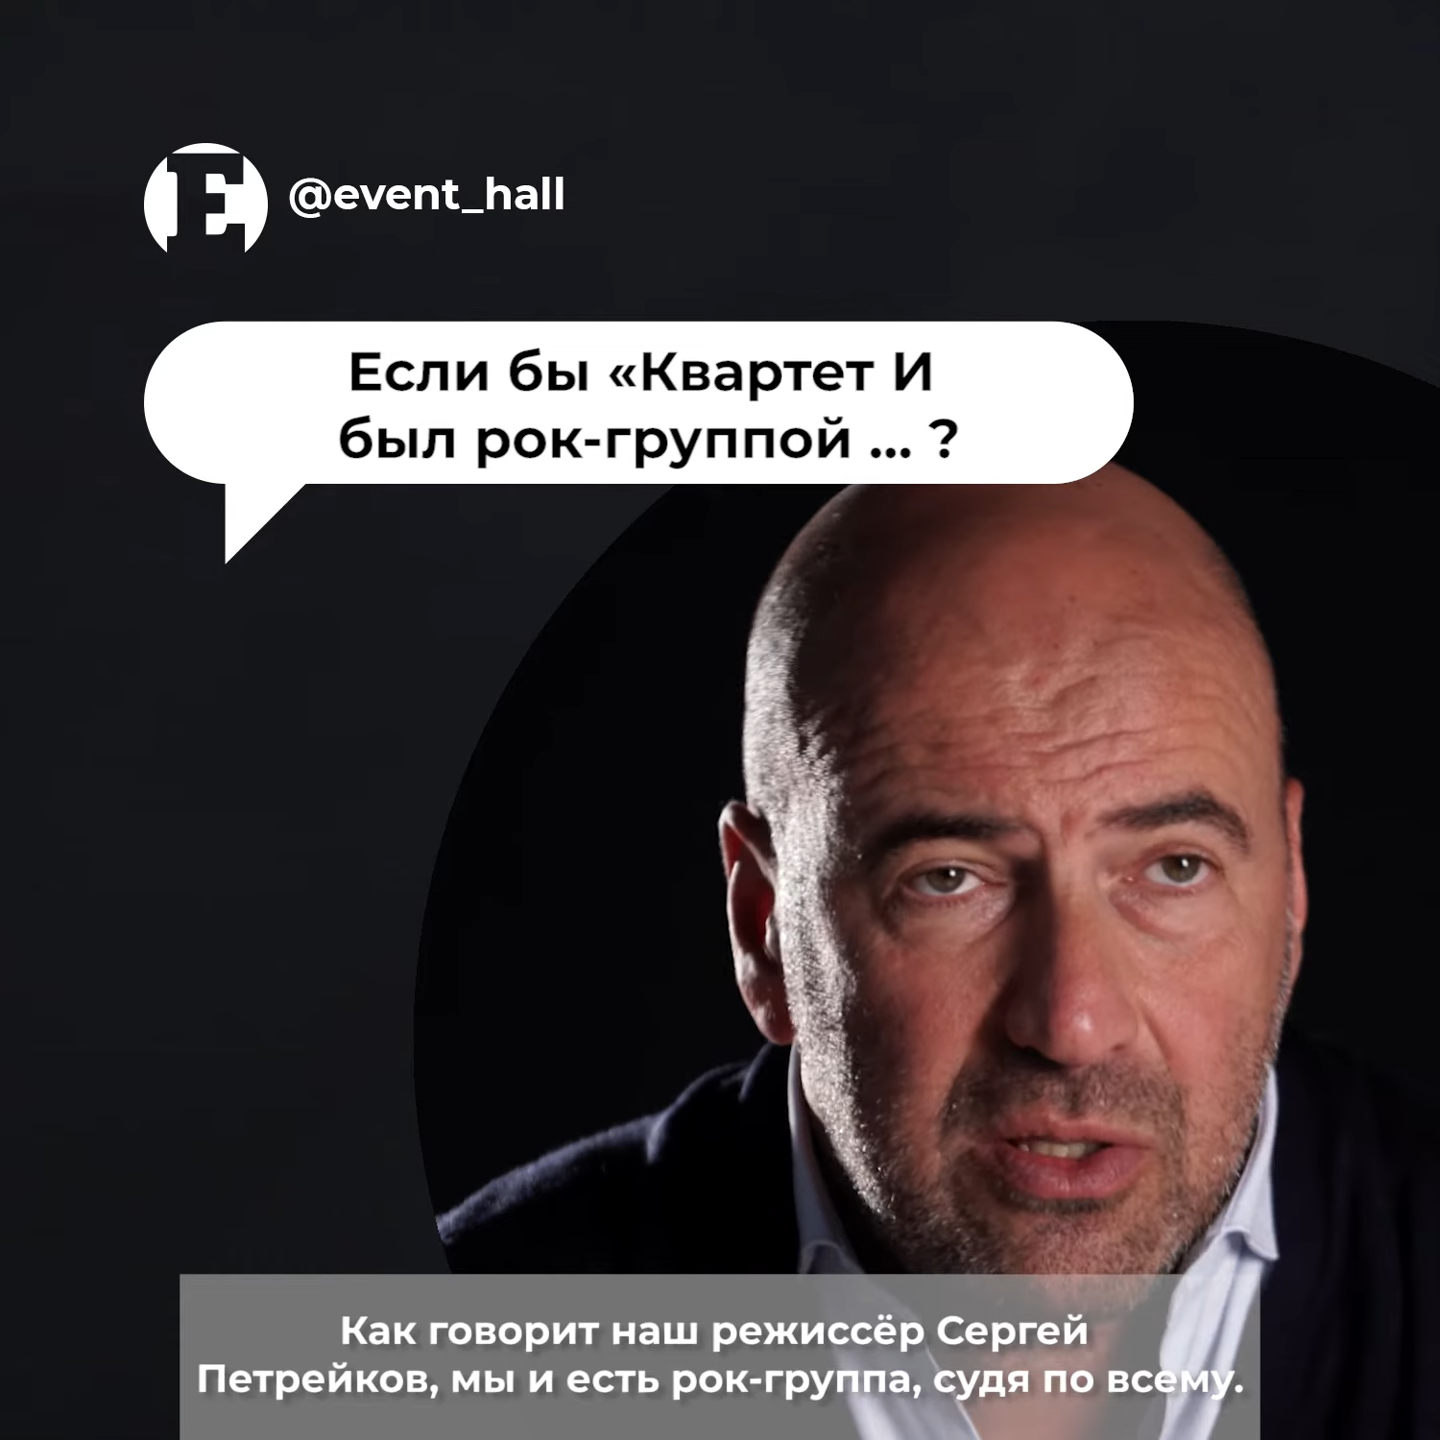 E
@event_hall
Если бы «Квартет И
был рок-группой ... ?
Как говорит наш режиссёр Сергей
Петрейков, мы и есть рок-группа, судя по всему.